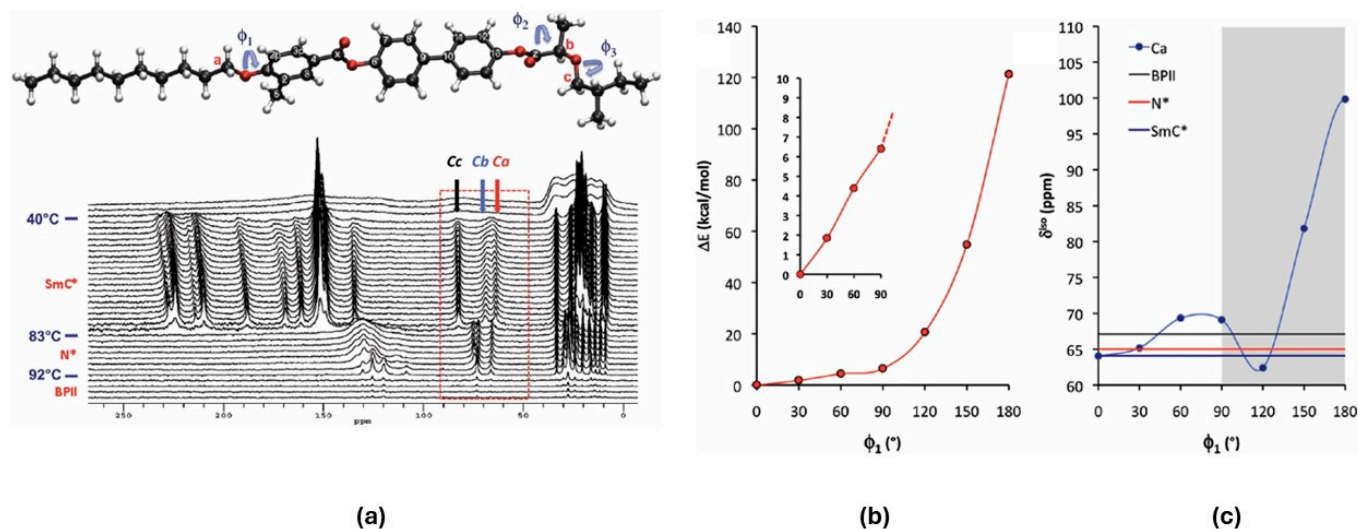 ϕ₁
ϕ₂
ϕ₃
a
b
c
Cc Cb Ca
40°C
SmC*
83°C
N*
92°C
BPII
250 200 150 100 50 0
ppm
(a)
ΔE (kcal/mol)
140
120
100
80
60
40
20
0
10
9
8
7
6
5
4
3
2
1
0
0 30 60 90
0 30 60 90 120 150 180
ϕ₁ (°)
(b)
δⁱˢᵒ (ppm)
110
105
100
95
90
85
80
75
70
65
60
Ca
BPII
N*
SmC*
0 30 60 90 120 150 180
ϕ₁ (°)
(c)